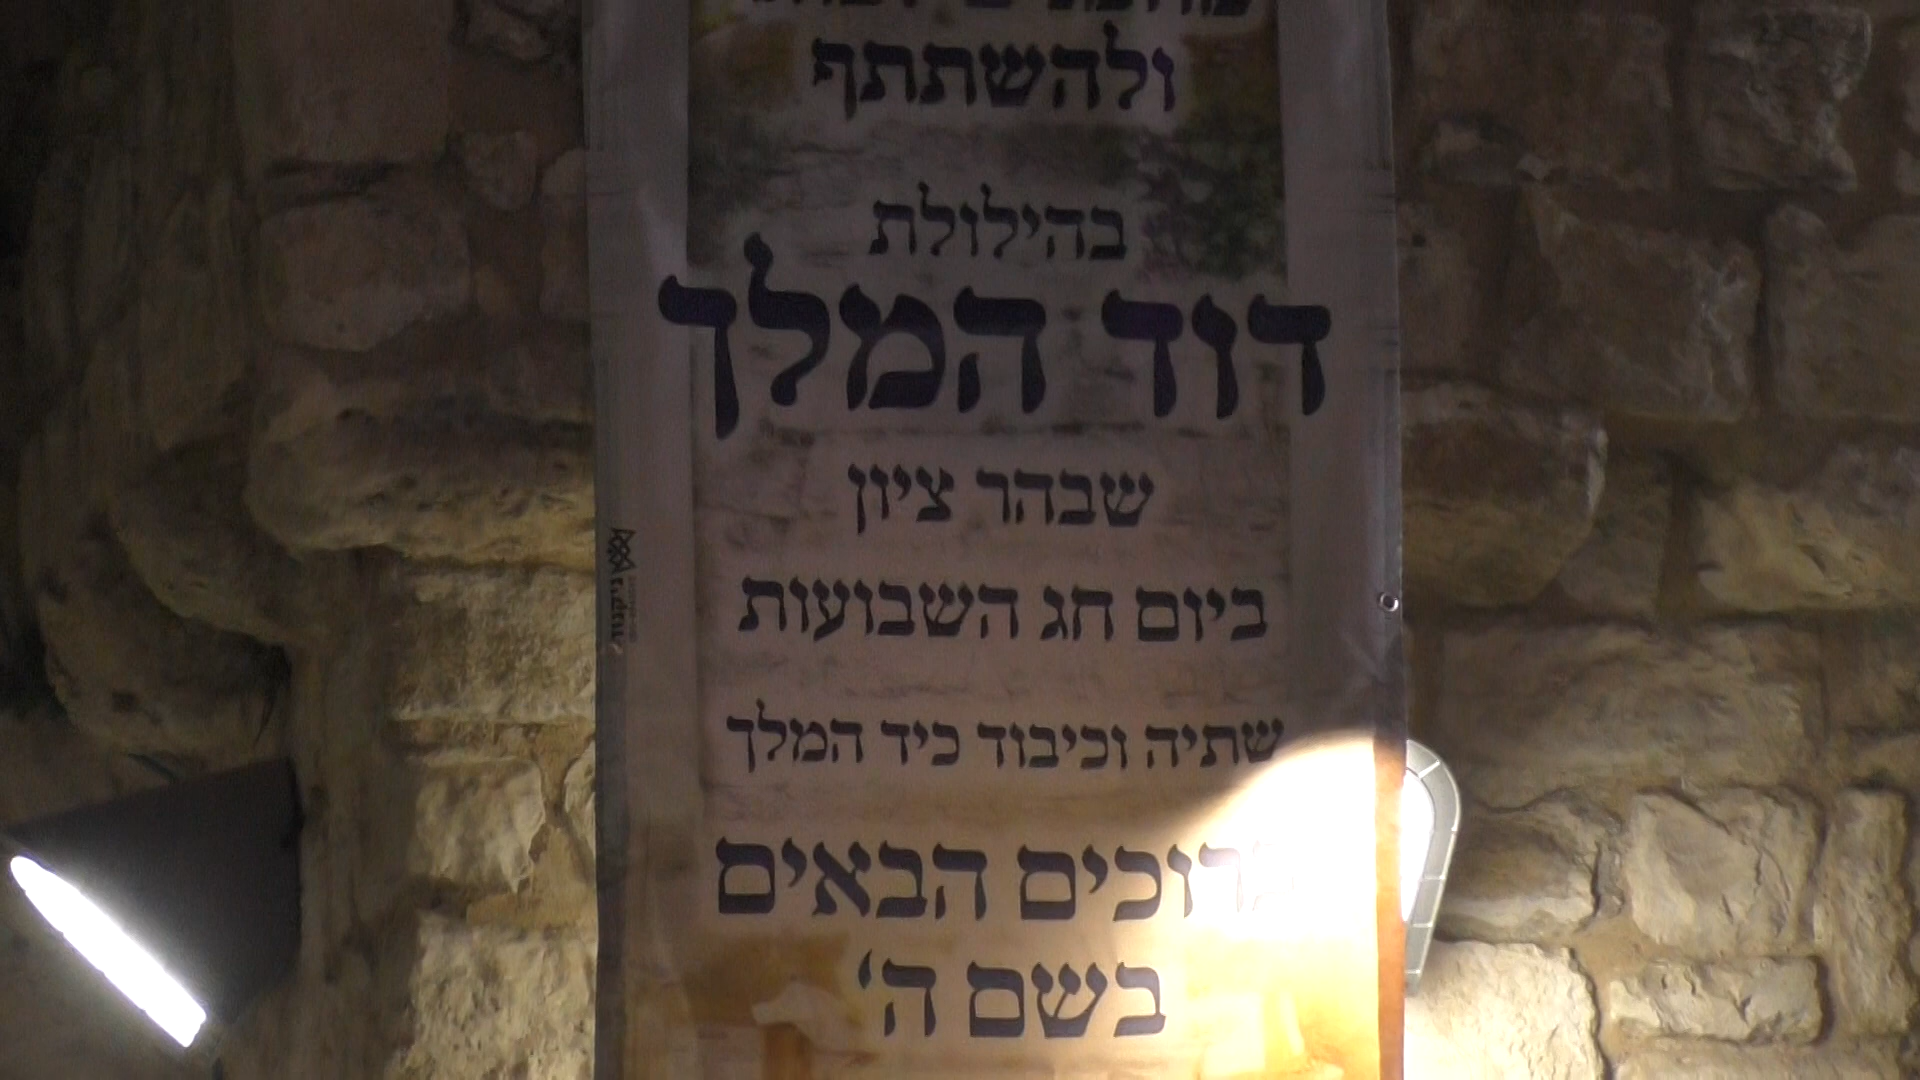 ולהשתתף
בהילולת
דוד המלך
שבהר ציון
ביום חג השבועות
שתיה וכיבוד כיד המלך
ברוכים הבאים
בשם ה'